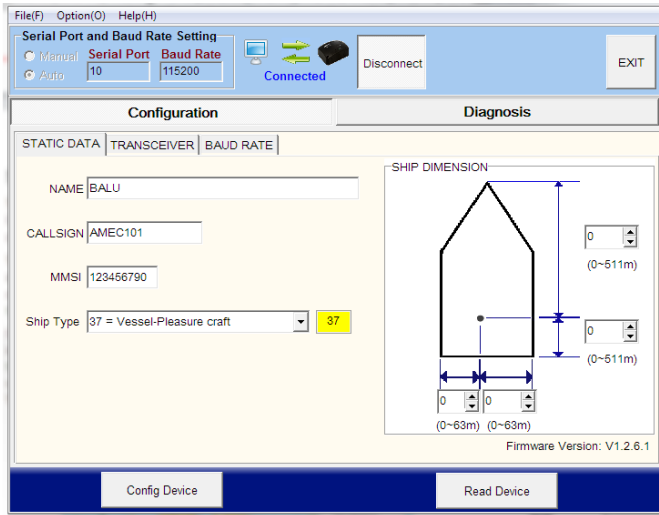 File(F) Option(O) Help(H)
Serial Port and Baud Rate Setting
Manual Serial Port Baud Rate
Auto 10 115200
Connected
Disconnect
EXIT
Configuration Diagnosis
STATIC DATA TRANSCEIVER BAUD RATE
SHIP DIMENSION
NAME BALU
CALLSIGN AMEC101
0
(0~511m)
MMSI 123456790
Ship Type 37 = Vessel-Pleasure craft 37
0
(0~511m)
0 0
(0~63m) (0~63m)
Firmware Version: V1.2.6.1
Config Device Read Device